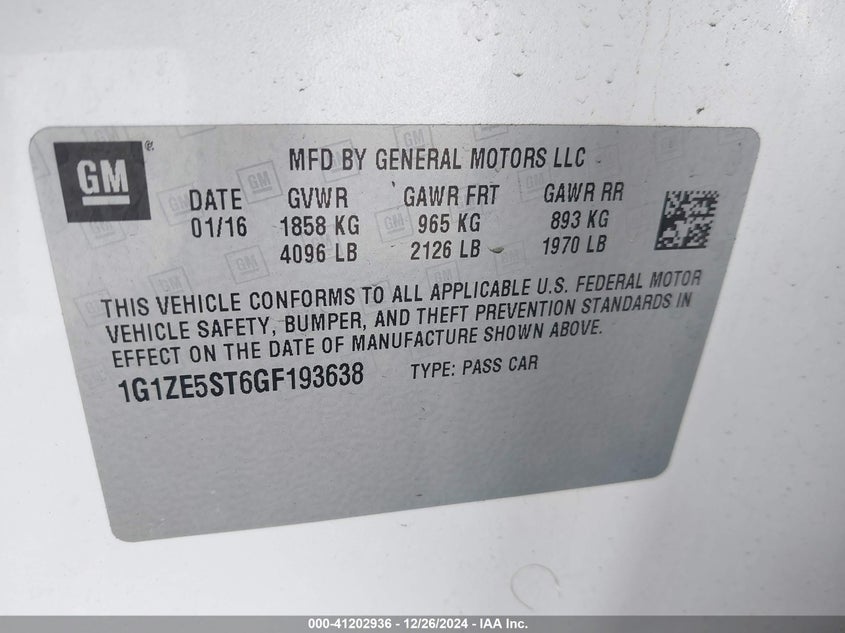 GM
MFD BY GENERAL MOTORS LLC
DATE GVWR GAWR FRT GAWR RR
01/16 1858 KG 965 KG 893 KG
4096 LB 2126 LB 1970 LB
THIS VEHICLE CONFORMS TO ALL APPLICABLE U.S. FEDERAL MOTOR
VEHICLE SAFETY, BUMPER, AND THEFT PREVENTION STANDARDS IN
EFFECT ON THE DATE OF MANUFACTURE SHOWN ABOVE.
1G1ZE5ST6GF193638 TYPE: PASS CAR
000-41202936 - 12/26/2024 - IAA Inc.